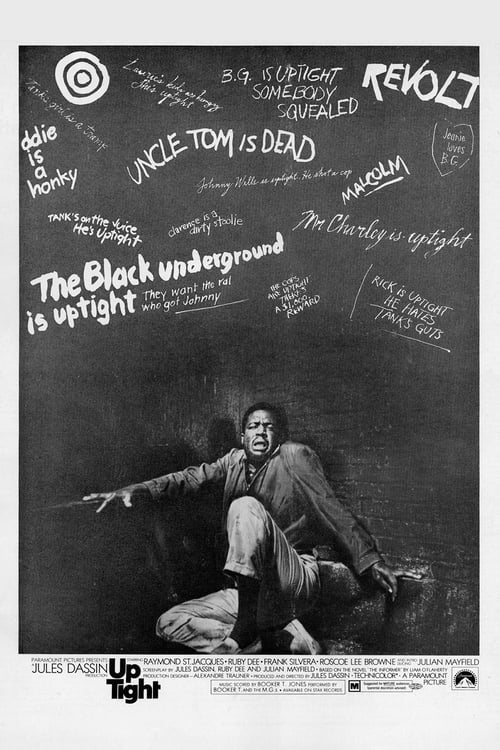 Tank's girl is a tramp
Laurie's kids are hungry
She's uptight
B.G. IS UPTIGHT
SOMEBODY
SQUEALED
REVOLT
ddie
is
a
honky
UNCLE TOM IS DEAD
Jeanie
loves
B.G.
Johnny Wells is uptight. He shot a cop
MALCOLM
TANK'S on the JUICE
He's Uptight
clarence is a
dirty stoolie
Mr Charley is uptight
The Black underground
is uptight
They want the rat
who got Johnny
THE COPS
ARE UPTIGHT
THERE'S
A $1,000
REWARD
RICK is UPTIGHT
HE HATES
TANK'S GUTS
PARAMOUNT PICTURES PRESENTS
A JULES DASSIN
PRODUCTION
Up
Tight
STARRING RAYMOND ST. JACQUES • RUBY DEE • FRANK SILVERA • ROSCOE LEE BROWNE AND INTRODUCING JULIAN MAYFIELD
SCREENPLAY BY JULES DASSIN, RUBY DEE AND JULIAN MAYFIELD • BASED ON THE NOVEL "THE INFORMER" BY LIAM O'FLAHERTY
PRODUCTION DESIGNER – ALEXANDRE TRAUNER • PRODUCED AND DIRECTED BY JULES DASSIN • TECHNICOLOR® • A PARAMOUNT PICTURE
MUSIC SCORED BY BOOKER T. JONES PERFORMED BY
BOOKER T. AND THE M.G.s • AVAILABLE ON STAX RECORDS
M
Suggested for MATURE audiences
(parental discretion advised)
Paramount